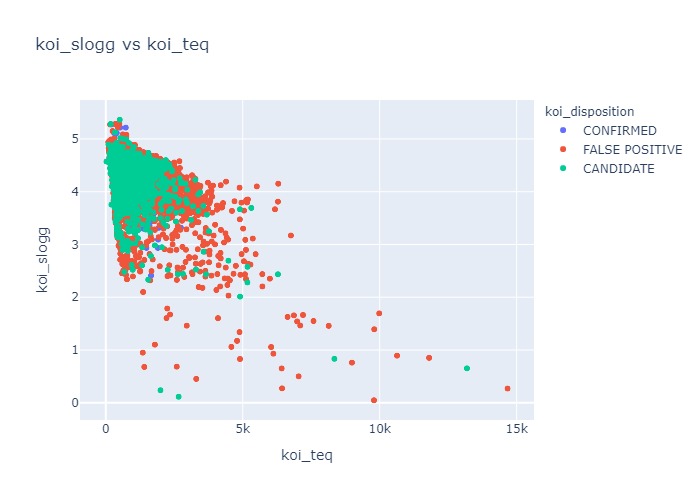 koi_slogg vs koi_teq
koi_disposition
CONFIRMED
FALSE POSITIVE
CANDIDATE
5
4
3
2
1
0
koi_slogg
0 5k 10k 15k
koi_teq